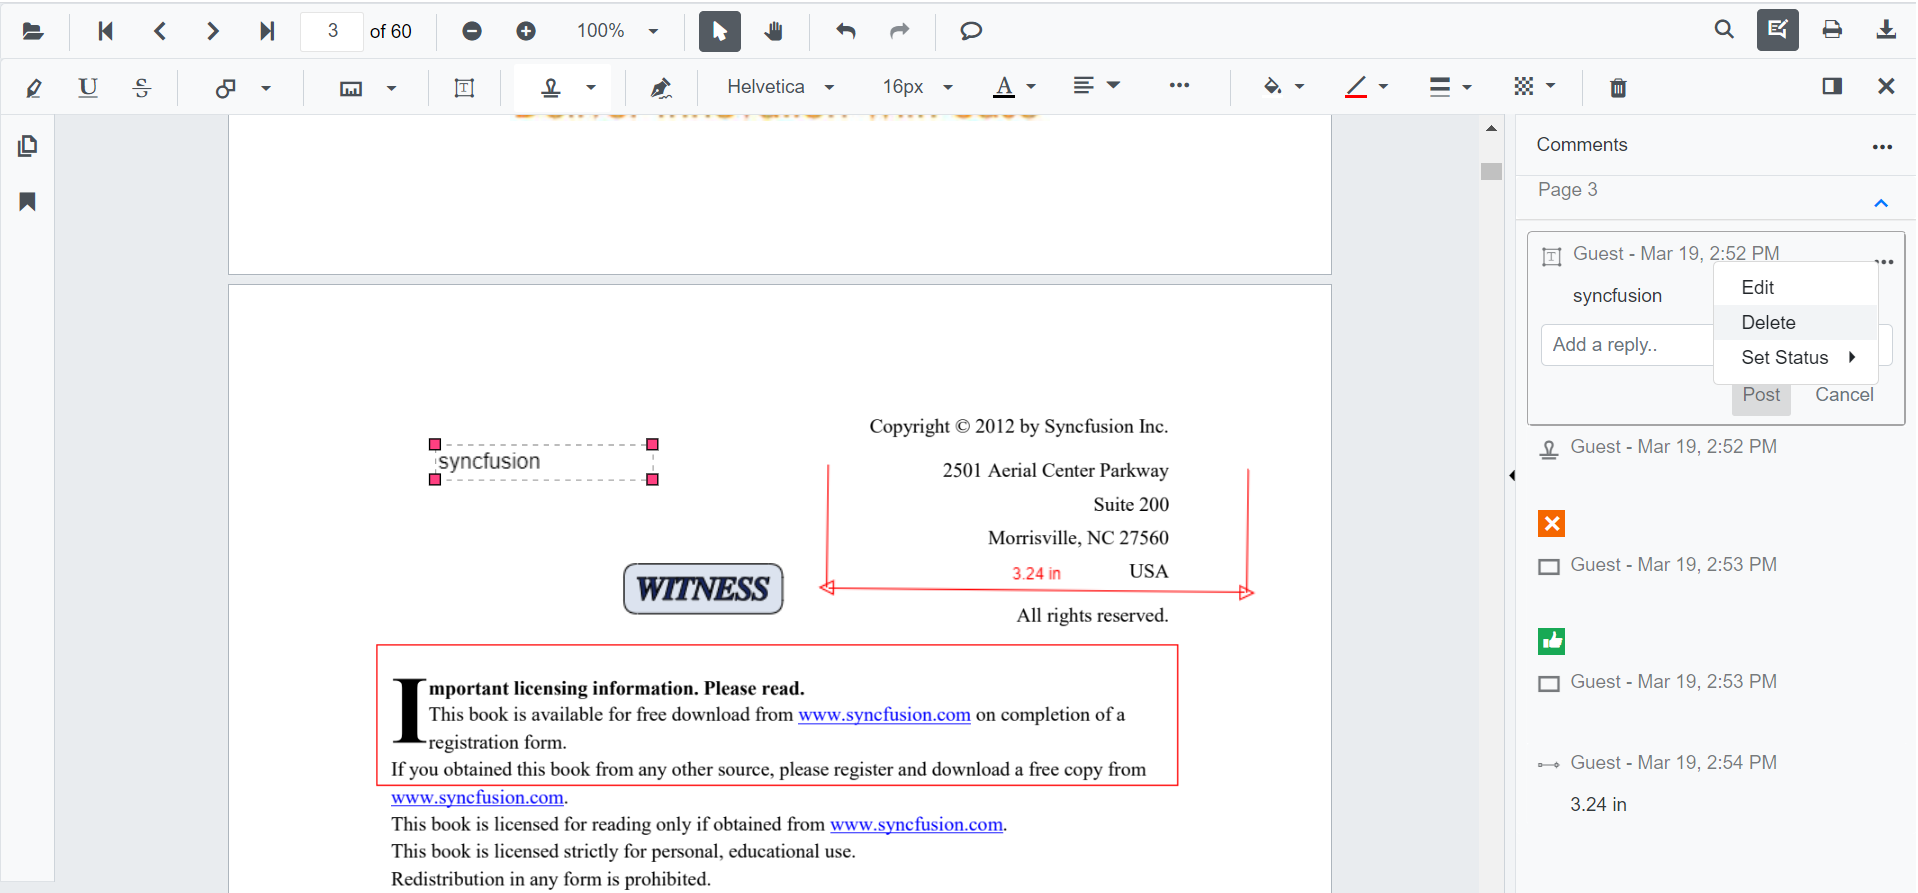 3 of 60 100%
U S T Helvetica 16px A
Deliver Innovation With Ease
Comments
Page 3
Guest - Mar 19, 2:52 PM
syncfusion
Edit
Delete
Set Status
Add a reply..
Post Cancel
Guest - Mar 19, 2:52 PM
Guest - Mar 19, 2:53 PM
Guest - Mar 19, 2:53 PM
Guest - Mar 19, 2:54 PM
3.24 in
Copyright © 2012 by Syncfusion Inc.
syncfusion
2501 Aerial Center Parkway
Suite 200
Morrisville, NC 27560
3.24 in USA
WITNESS
All rights reserved.
Important licensing information. Please read.
This book is available for free download from www.syncfusion.com on completion of a
registration form.
If you obtained this book from any other source, please register and download a free copy from
www.syncfusion.com.
This book is licensed for reading only if obtained from www.syncfusion.com.
This book is licensed strictly for personal, educational use.
Redistribution in any form is prohibited.